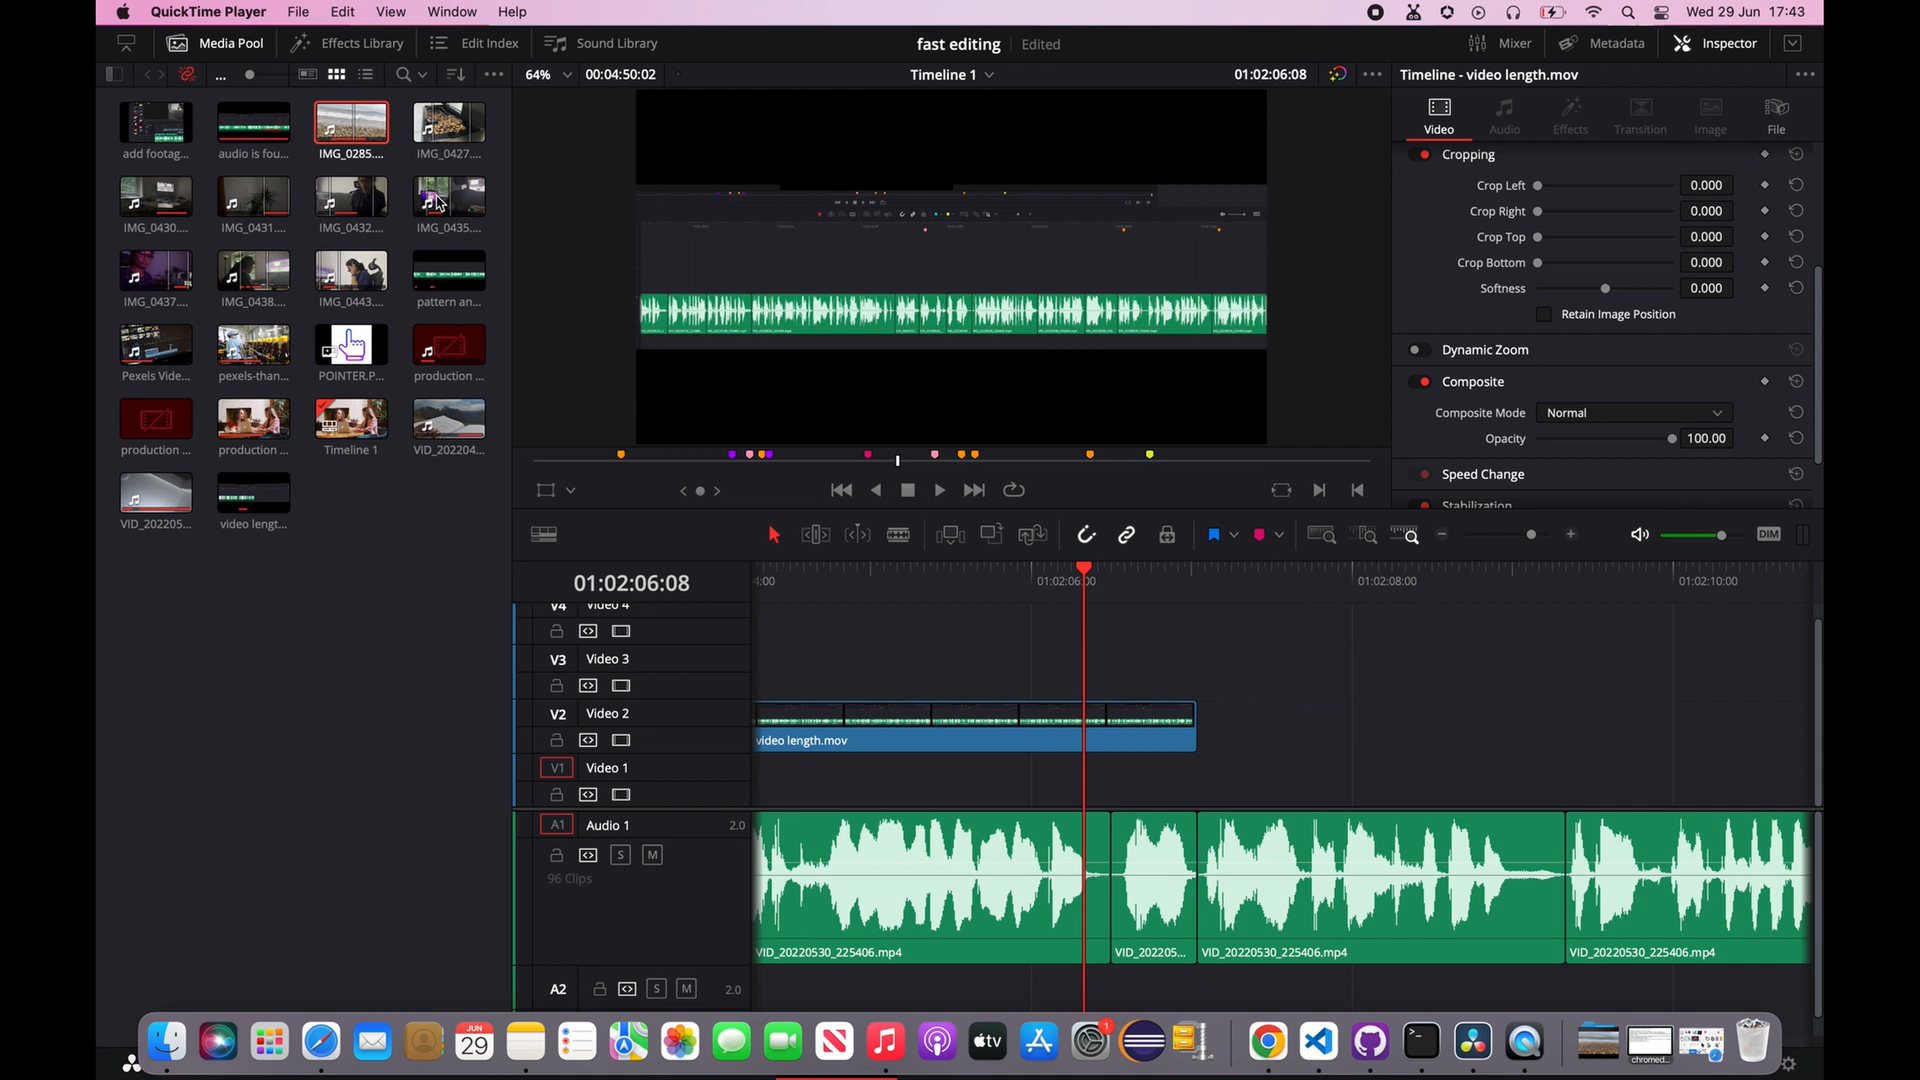 QuickTime Player File Edit View Window Help
Wed 29 Jun 17:43
Media Pool Effects Library Edit Index Sound Library
fast editing Edited
Mixer Metadata Inspector
... 64% 00:04:50:02 Timeline 1 01:02:06:08
Timeline - video length.mov
Video Audio Effects Transition Image File
add footag... audio is fou... IMG_0285.... IMG_0427....
IMG_0430.... IMG_0431.... IMG_0432.... IMG_0435....
IMG_0437.... IMG_0438.... IMG_0443.... pattern an...
Pexels Vide... pexels-than... POINTER.P... production ...
production ... production ... Timeline 1 VID_202204...
VID_202205... video lengt...
Cropping
Crop Left 0.000
Crop Right 0.000
Crop Top 0.000
Crop Bottom 0.000
Softness 0.000
Retain Image Position
Dynamic Zoom
Composite
Composite Mode Normal
Opacity 100.00
Speed Change
Stabilization
DIM
01:02:06:08
4:00 01:02:06:00 01:02:08:00 01:02:10:00
V4 Video 4
V3 Video 3
V2 Video 2
video length.mov
V1 Video 1
A1 Audio 1 2.0
S M
96 Clips
VID_20220530_225406.mp4 VID_202205... VID_20220530_225406.mp4 VID_20220530_225406.mp4
A2 S M 2.0
JUN
29
tv
1
chromed...